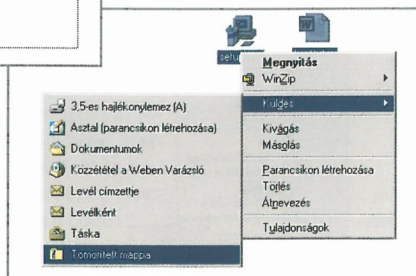 setu
Megnyitás
WinZip
Küldés
Kivágás
Másolás
Parancsikon létrehozása
Törlés
Átnevezés
Tulajdonságok
3,5-es hajlékonylemez (A)
Asztal (parancsikon létrehozása)
Dokumentumok
Közzététel a Weben Varázsló
Levél címzettje
Levélként
Táska
Tömörített mappa